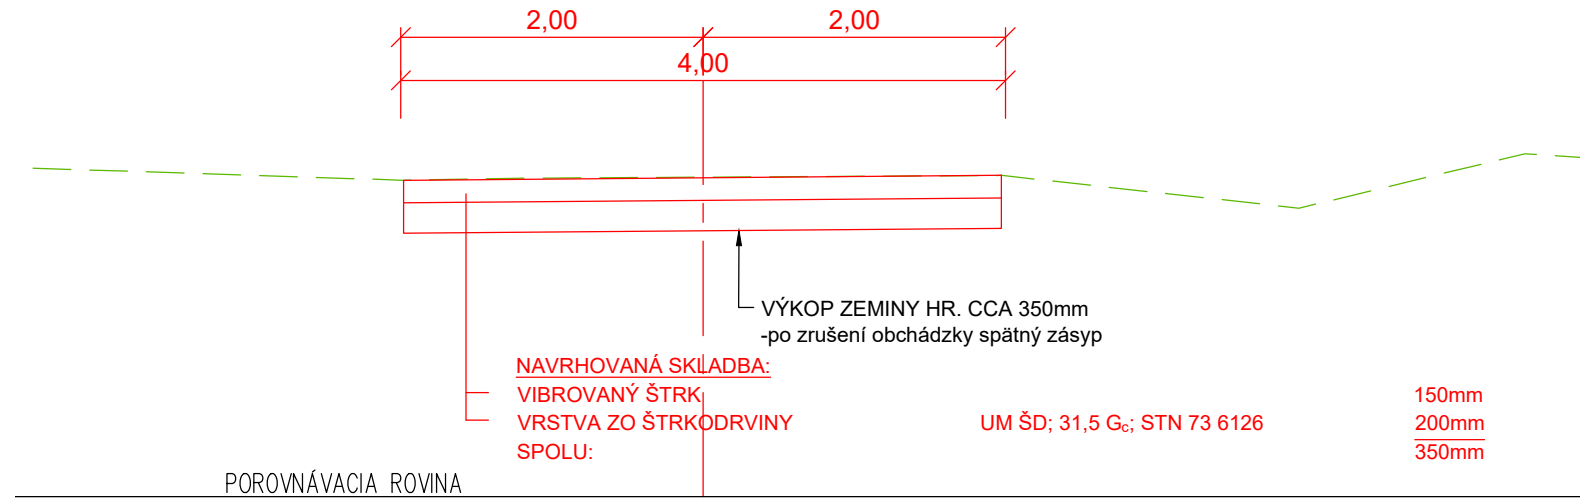 2,00 2,00
4,00
VÝKOP ZEMINY HR. CCA 350mm
-po zrušení obchádzky spätný zásyp
NAVRHOVANÁ SKLADBA:
VIBROVANÝ ŠTRK 150mm
VRSTVA ZO ŠTRKODRVINY UM ŠD; 31,5 Gc; STN 73 6126 200mm
SPOLU: 350mm
POROVNÁVACIA ROVINA